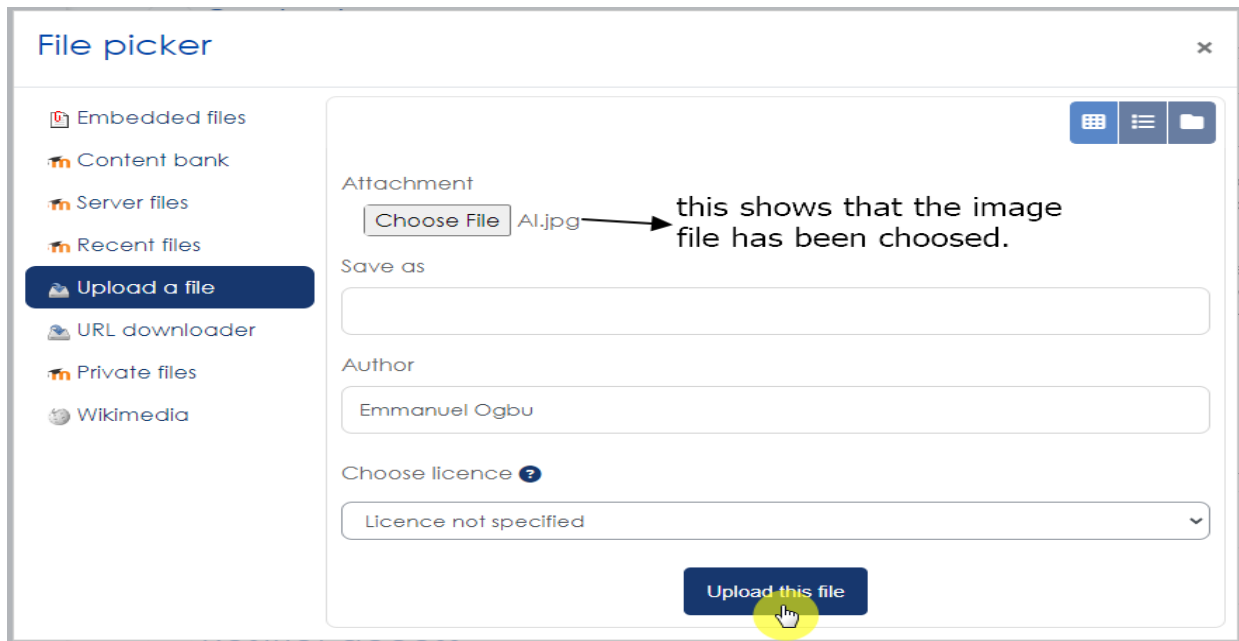 File picker
×
Embedded files
Content bank
Server files
Recent files
Upload a file
URL downloader
Private files
Wikimedia
Attachment
Choose File AI.jpg
this shows that the image
file has been choosed.
Save as
Author
Emmanuel Ogbu
Choose licence ?
Licence not specified
Upload this file